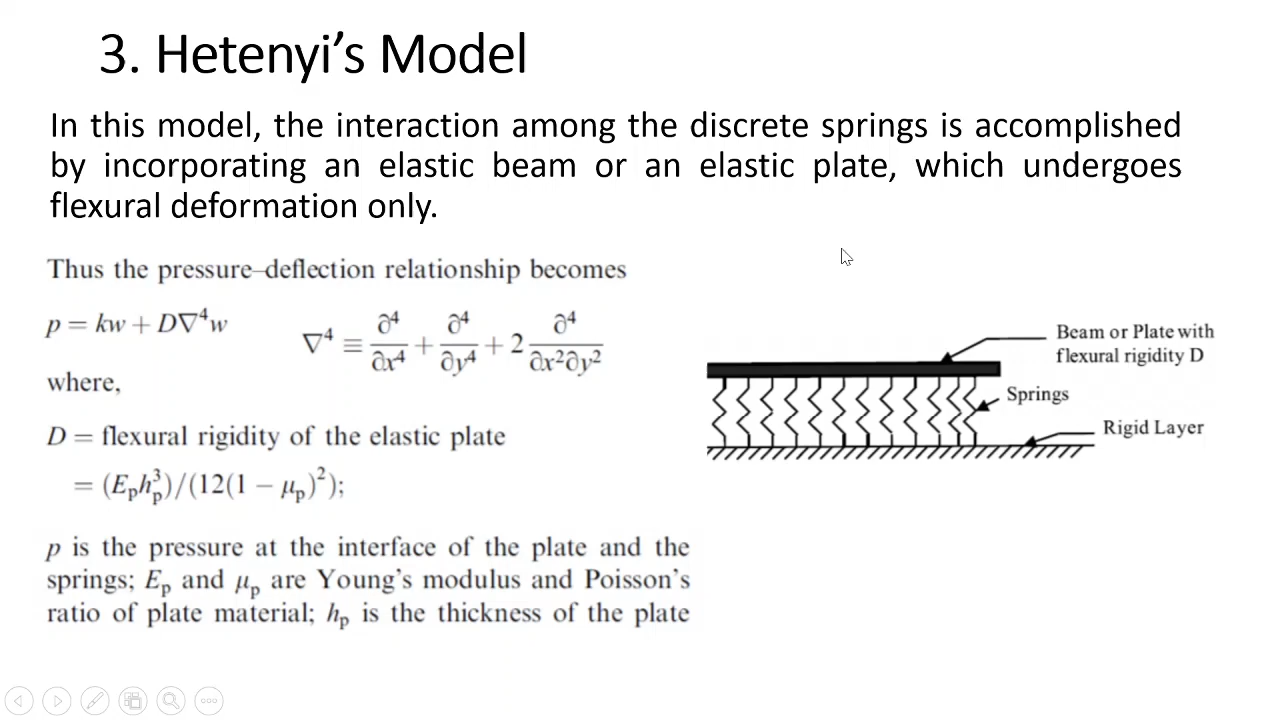 3. Hetenyi’s Model
In this model, the interaction among the discrete springs is accomplished
by incorporating an elastic beam or an elastic plate, which undergoes
flexural deformation only.
Thus the pressure–deflection relationship becomes
p = kw + D∇⁴w
∇⁴ ≡ ∂⁴/∂x⁴ + ∂⁴/∂y⁴ + 2 ∂⁴/∂x²∂y²
where,
D = flexural rigidity of the elastic plate
= (Eₚhₚ³)/(12(1 − μₚ)²);
p is the pressure at the interface of the plate and the
springs; Eₚ and μₚ are Young’s modulus and Poisson’s
ratio of plate material; hₚ is the thickness of the plate
Beam or Plate with
flexural rigidity D
Springs
Rigid Layer